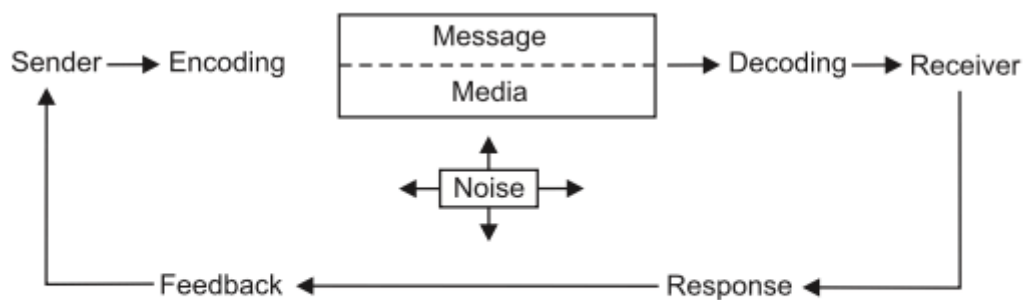 Message
Sender Encoding Decoding Receiver
Media
Noise
Feedback Response